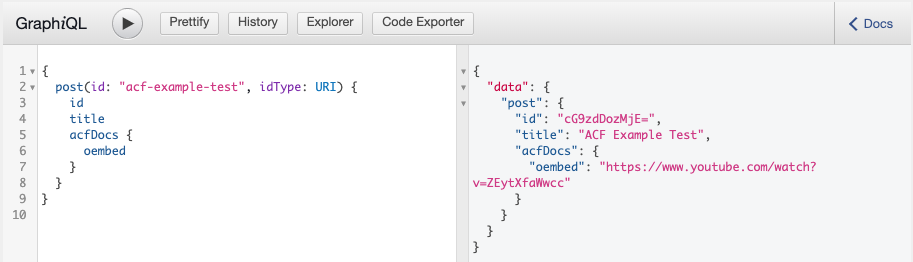 GraphiQL
Prettify
History
Explorer
Code Exporter
Docs
1 {
2 post(id: "acf-example-test", idType: URI) {
3 id
4 title
5 acfDocs {
6 oembed
7 }
8 }
9 }
10
{
"data": {
"post": {
"id": "cG9zdDozMjE=",
"title": "ACF Example Test",
"acfDocs": {
"oembed": "https://www.youtube.com/watch?
v=ZEytXfaWwcc"
}
}
}
}